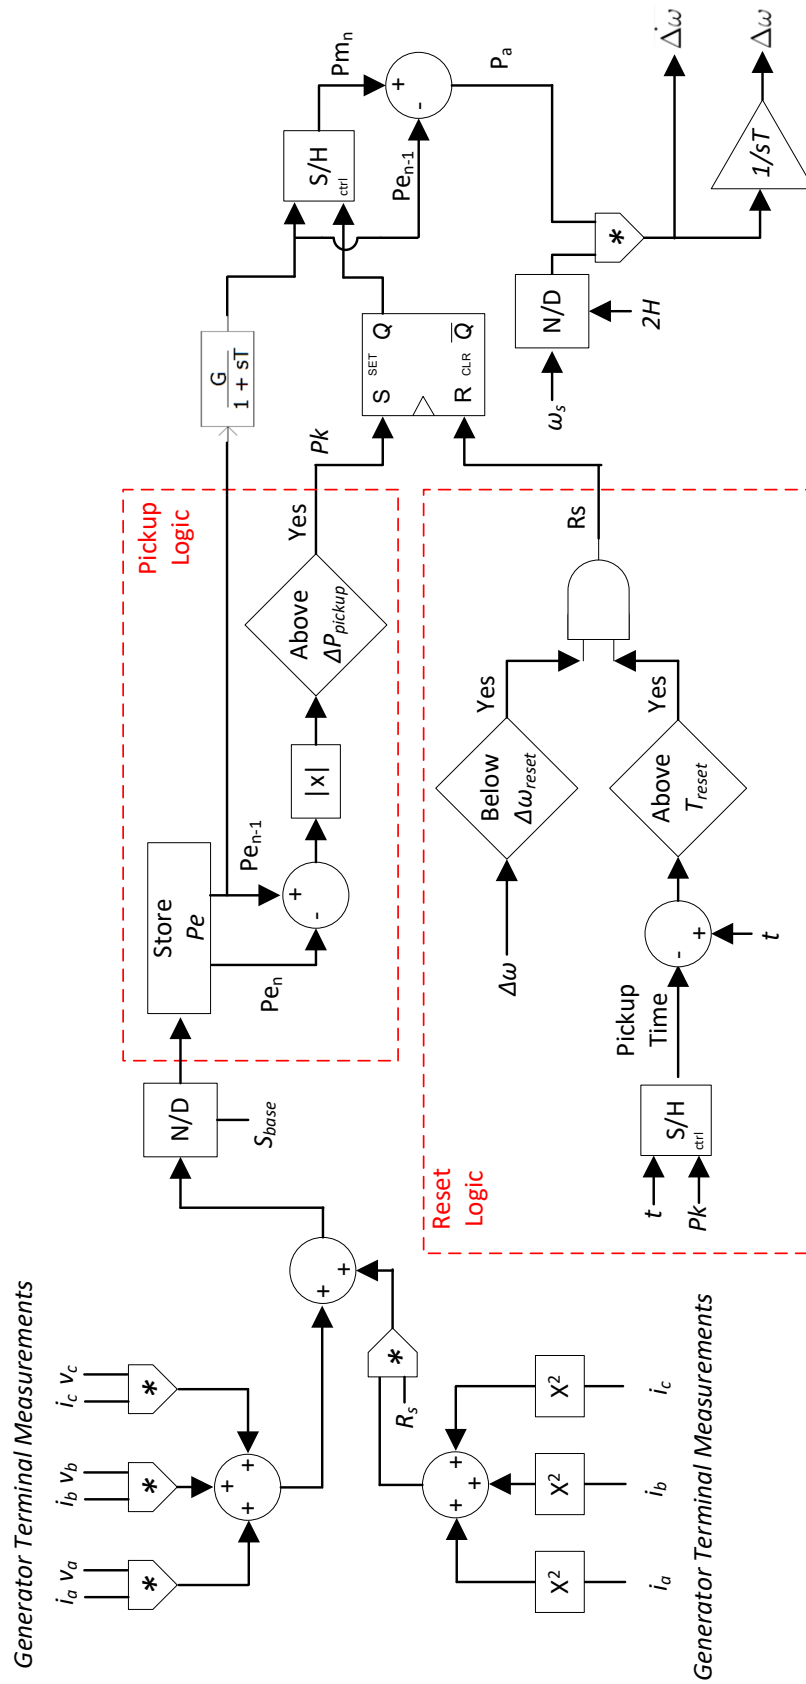 Generator Terminal Measurements
i_a v_a
i_b v_b
i_c v_c
*
*
*
+
+
+
+
+
N/D
S_base
Pickup
Logic
Store
Pe
Pe_n
Pe_{n-1}
-
+
|x|
Above
ΔP_pickup
Yes
Pk
G
1 + sT
S/H
ctrl
Pm_n
Pe_{n-1}
+
-
P_a
S
SET
Q
R
CLR
Q̅
ω_s
N/D
2H
*
Δω̇
Δω
1/sT
Generator Terminal Measurements
i_a
i_b
i_c
X²
X²
X²
+
+
+
R_s
*
Reset
Logic
t
Pk
S/H
ctrl
Pickup
Time
-
+
t
Δω
Below
Δω_reset
Yes
Above
T_reset
Yes
Rs